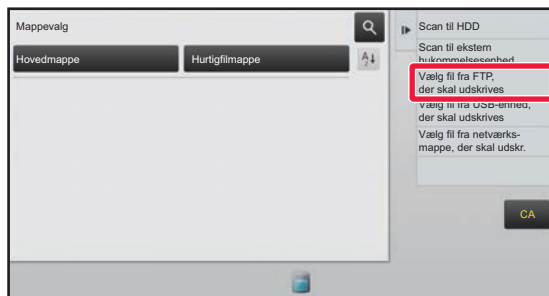 Mappevalg
Hovedmappe
Hurtigfilmappe
Scan til HDD
Scan til ekstern
hukommelsesenhed
Vælg fil fra FTP,
der skal udskrives
Vælg fil fra USB-enhed,
der skal udskrives
Vælg fil fra netværks-
mappe, der skal udskr.
CA